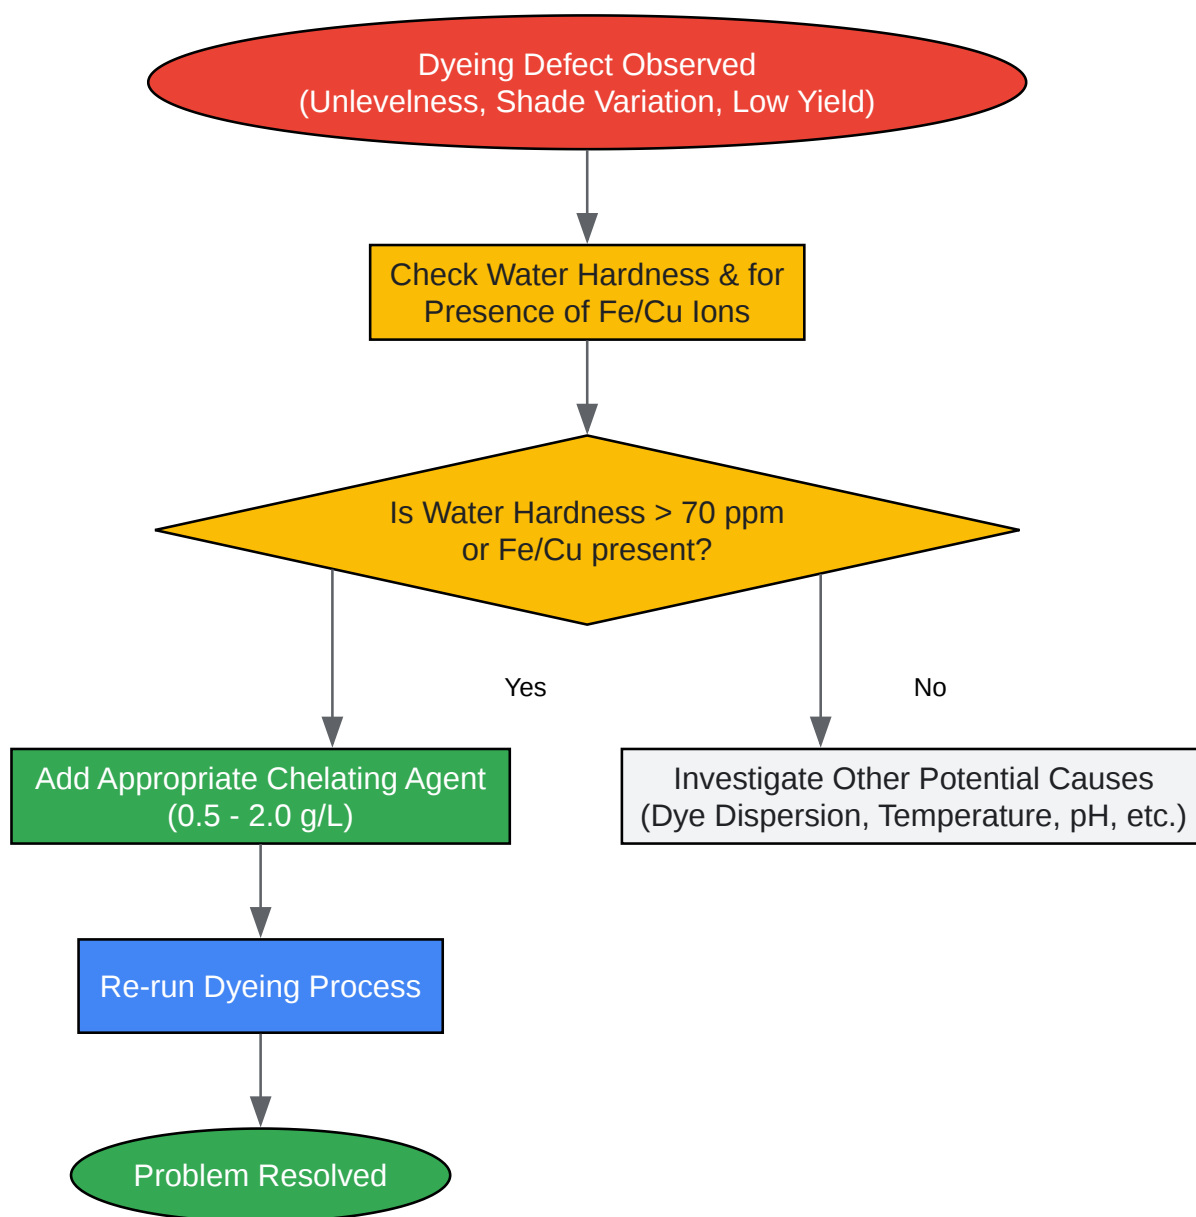 Dyeing Defect Observed
(Unlevelness, Shade Variation, Low Yield)
Check Water Hardness & for
Presence of Fe/Cu Ions
Is Water Hardness > 70 ppm
or Fe/Cu present?
Yes
No
Add Appropriate Chelating Agent
(0.5 - 2.0 g/L)
Investigate Other Potential Causes
(Dye Dispersion, Temperature, pH, etc.)
Re-run Dyeing Process
Problem Resolved